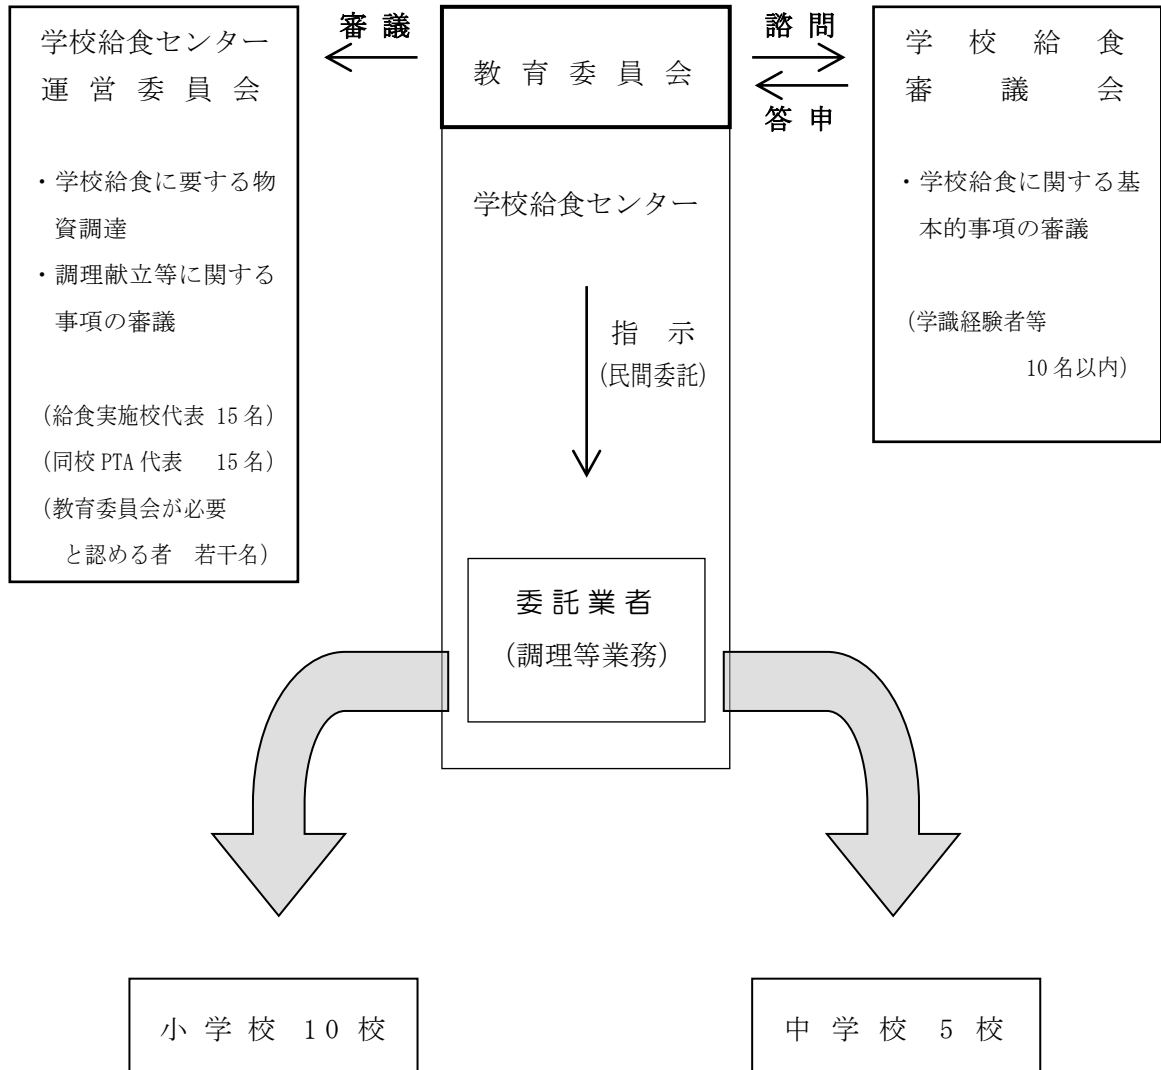 学校給食センター
運営委員会
・学校給食に要する物
資調達
・調理献立等に関する
事項の審議
(給食実施校代表 15名)
(同校PTA代表 15名)
(教育委員会が必要
と認める者 若干名)
審議
教育委員会
諮問
答申
学校給食
審議会
・学校給食に関する基
本的事項の審議
(学識経験者等
10名以内)
学校給食センター
指示
(民間委託)
委託業者
(調理等業務)
小学校 10校
中学校 5校